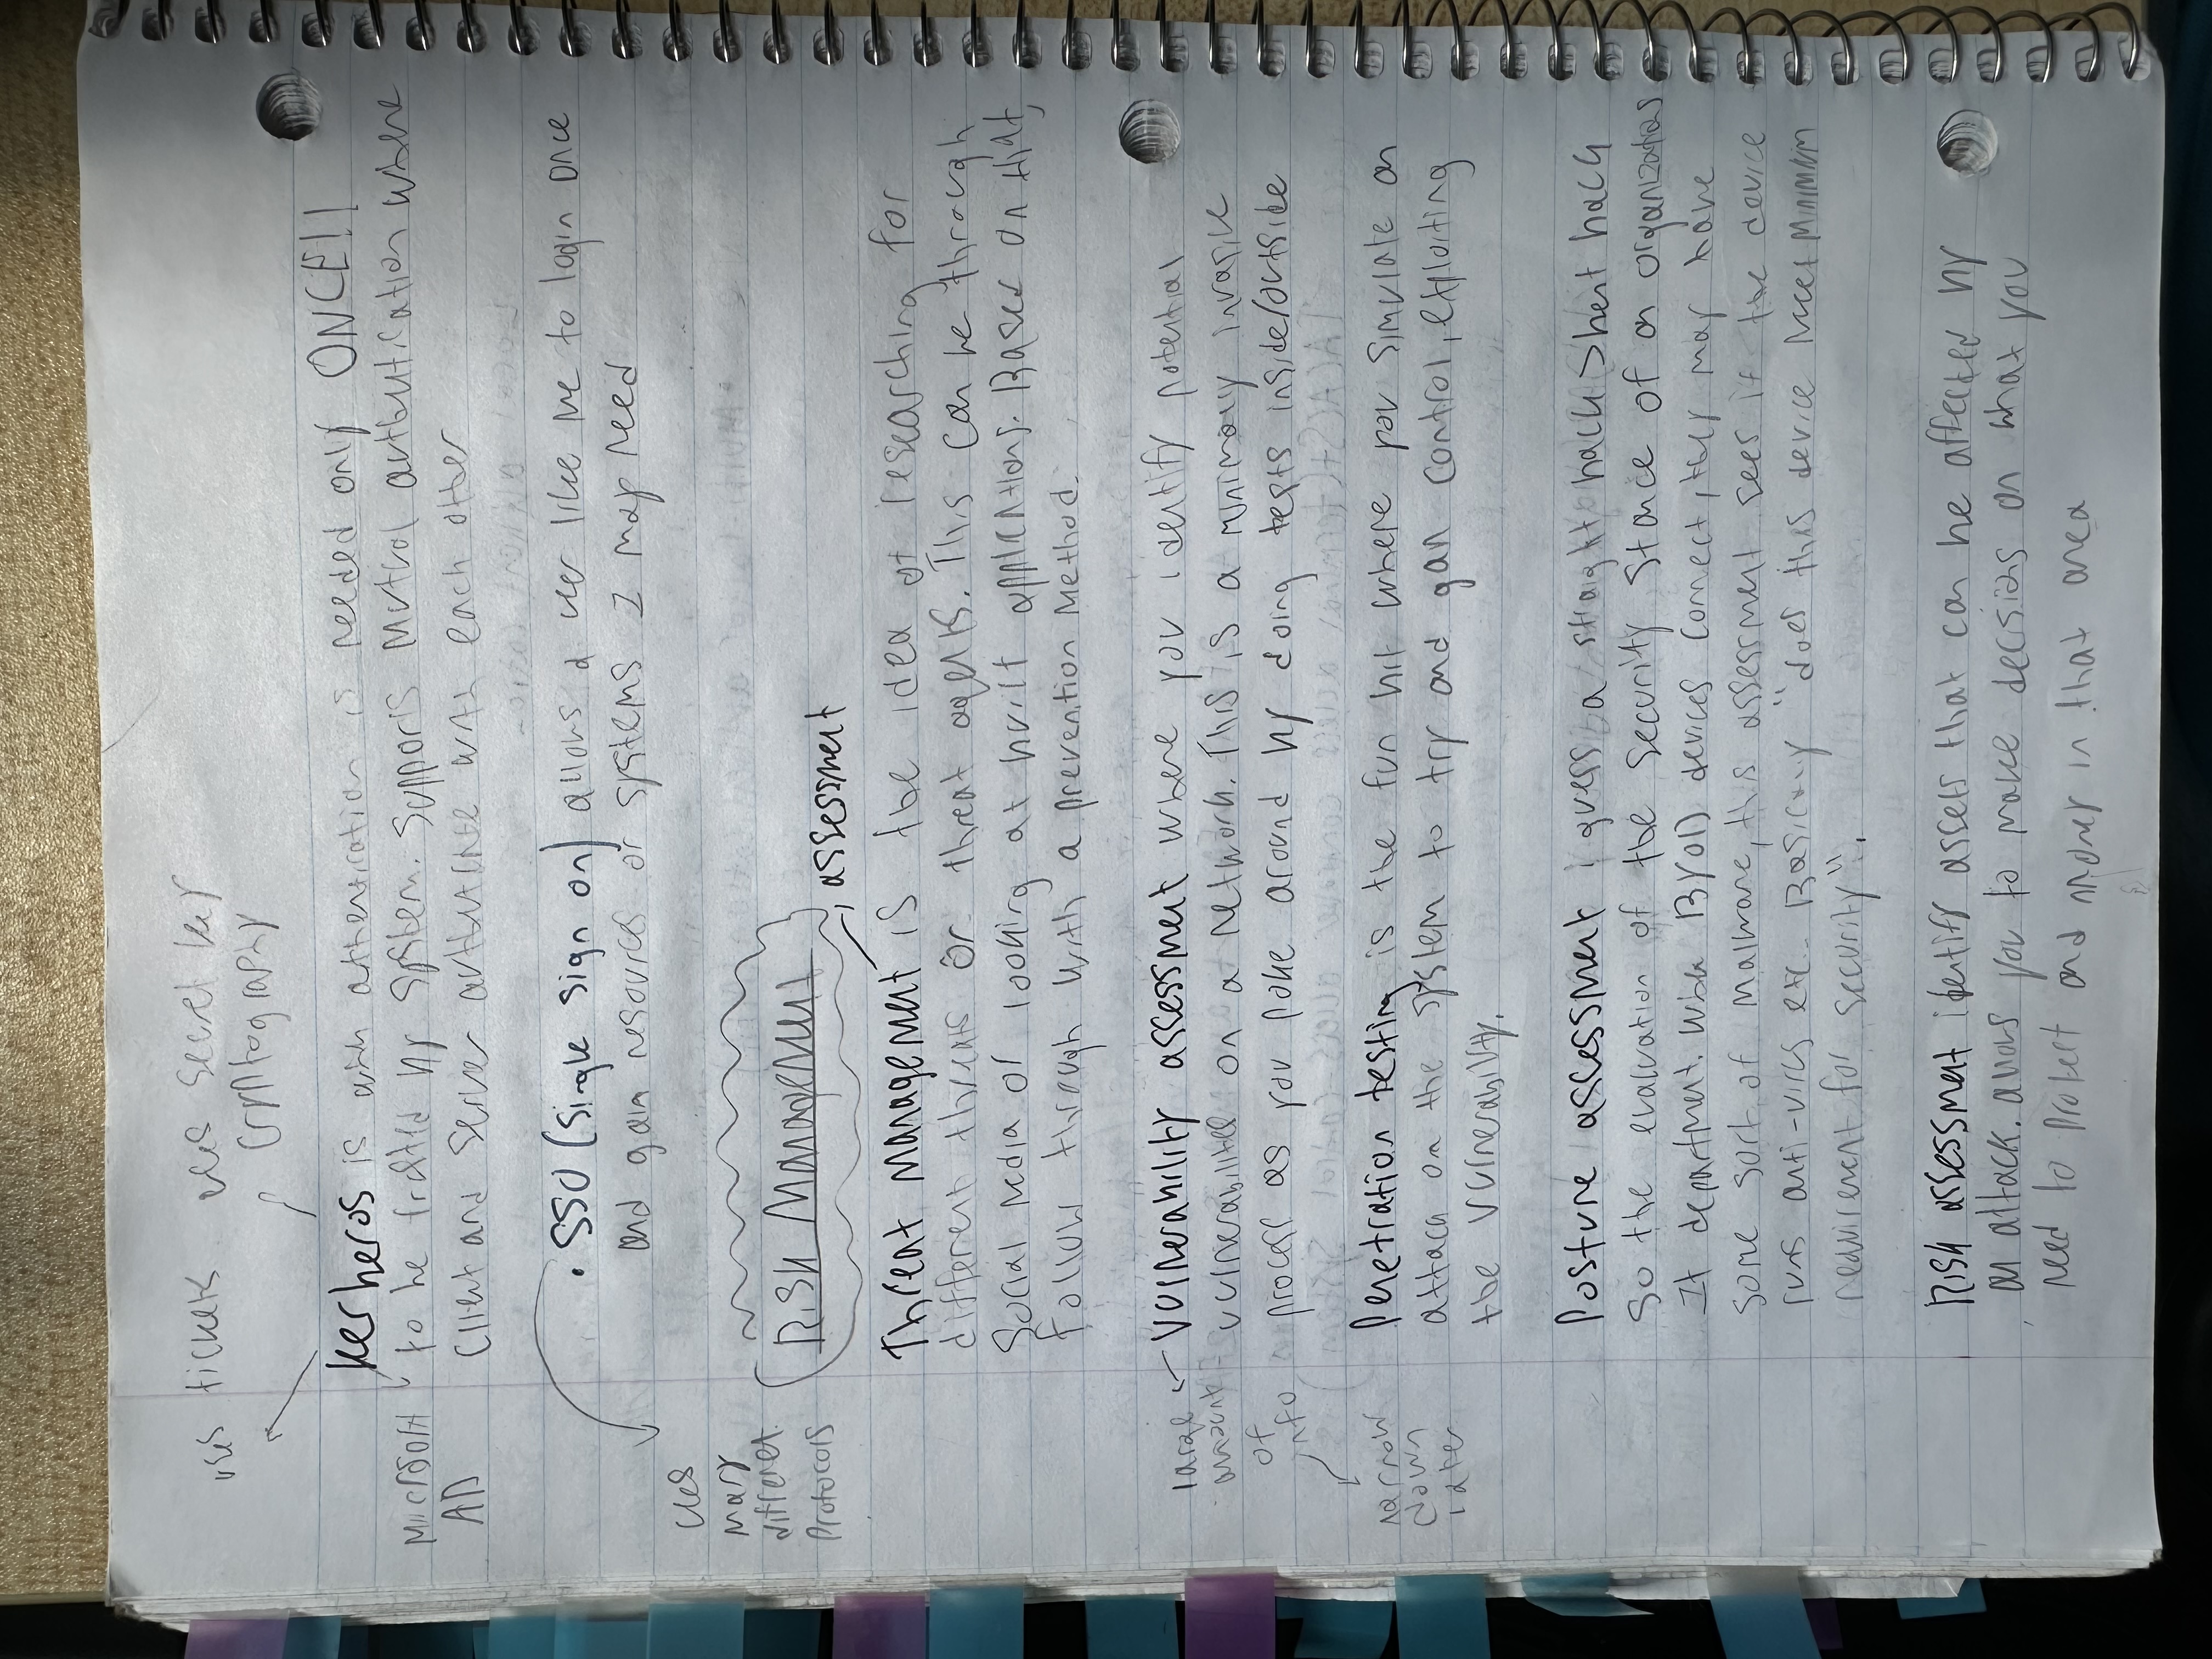 uses tickets uses secret key
cryptography
Kerberos is with authentication is needed only ONCE!!
to be trusted by system. Supports mutual authentication where
client and server authenticate with each other
Microsoft
AD
• SSO (single sign on) allows a user like me to login once
and gain resources or systems I may need
uses
many
different
protocols
Risk Management
assessment
Threat management is the idea of researching for
different threats or threat agents. This can be through
social media or looking at built applications. Based on that,
follow through with a prevention method.
Vulnerability assessment where you identify potential
vulnerabilities on a network. This is a minimally invasive
process as you poke around by doing tests inside/outside
large
amount
of
info
narrow
down
later
Penetration testing is the fun bit where you simulate an
attack on the system to try and gain control, exploiting
the vulnerability.
Posture assessment I guess a straight back > bent back
so the evaluation of the security stance of an organizations
It department. When BYOD devices connect, they may have
some sort of malware, this assessment sees if the device
runs anti-virus etc. Basically "does this device meet minimum
requirement for security".
Risk assessment identify assets that can be affected by
an attack. allows you to make decisions on what you
need to protect and money in that area